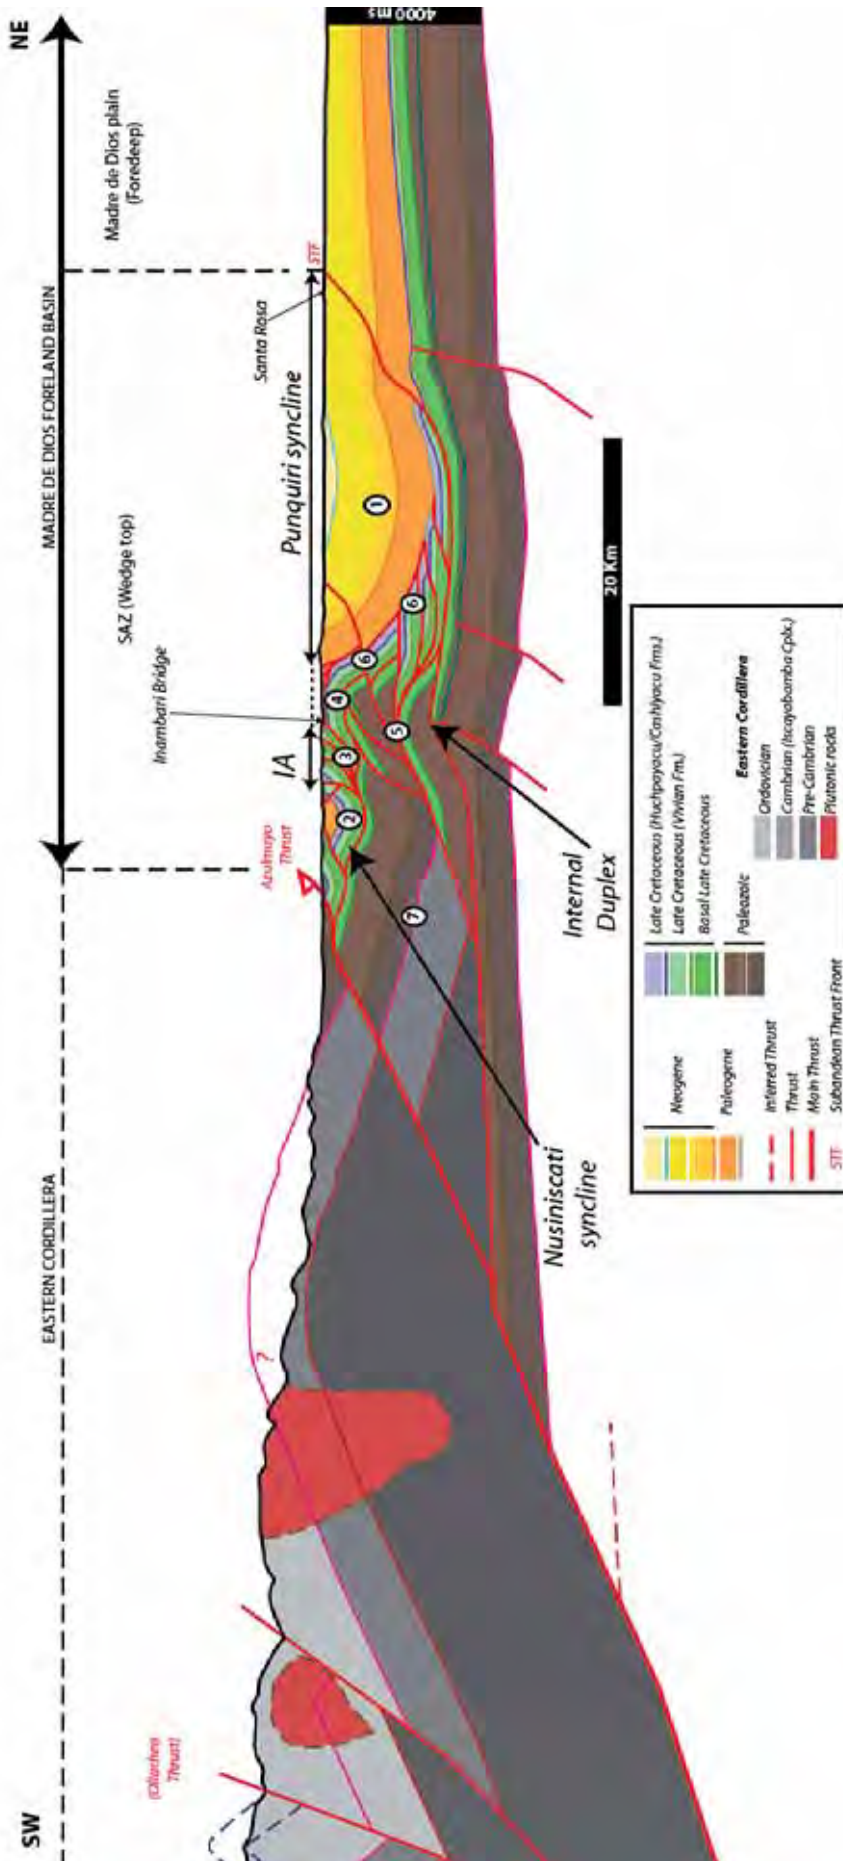 SW
NE
EASTERN CORDILLERA
MADRE DE DIOS FORELAND BASIN
SAZ (Wedge top)
Madre de Dios plain
(Foredeep)
(Ollachea
Thrust)
Azulmayo
Thrust
Inambari Bridge
Santa Rosa
STF
IA
Punquiri syncline
?
4000 ms
1
2
3
4
5
6
6
7
Nusiniscati
syncline
Internal
Duplex
20 Km
Neogene
Paleogene
Inferred Thrust
Thrust
Main Thrust
STF
Subandean Thrust Front
Late Cretaceous (Huchpayacu/Cashiyacu Fms.)
Late Cretaceous (Vivian Fm.)
Basal Late Cretaceous
Paleozoic
Eastern Cordillera
Ordovician
Cambrian (Iscayabamba Cplx.)
Pre-Cambrian
Plutonic rocks